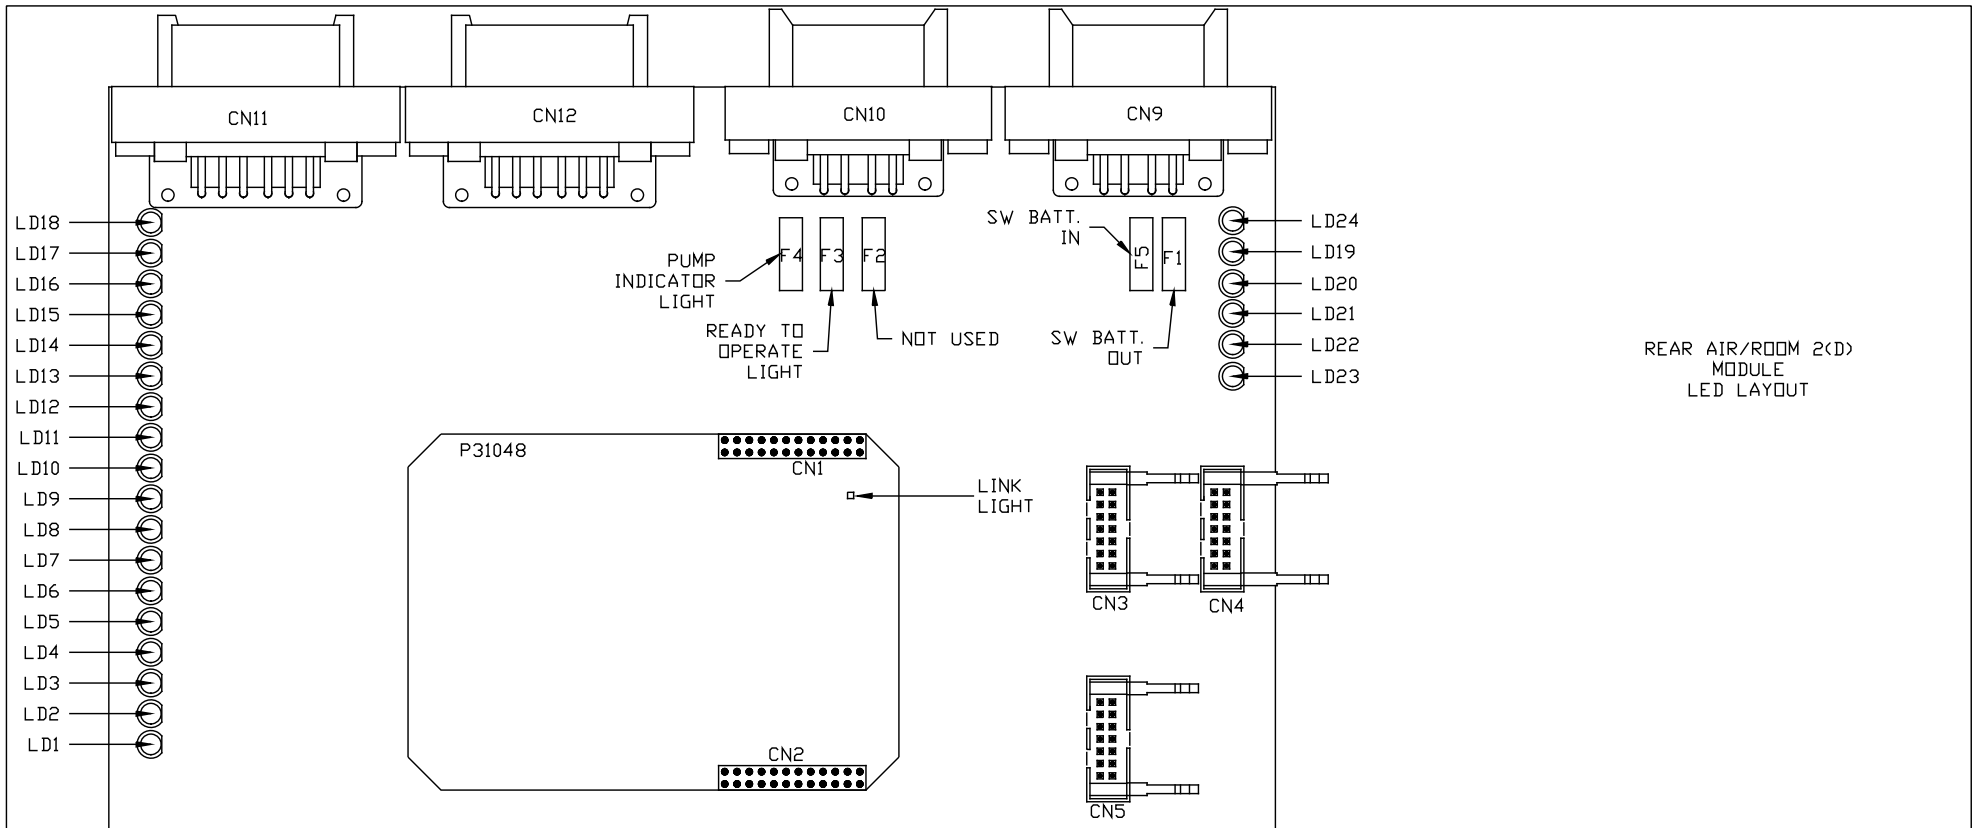 CN11
CN12
CN10
CN9
LD18
LD17
LD16
LD15
LD14
LD13
LD12
LD11
LD10
LD9
LD8
LD7
LD6
LD5
LD4
LD3
LD2
LD1
PUMP
INDICATOR
LIGHT
F4
F3
F2
READY TO
OPERATE
LIGHT
NOT USED
SW BATT.
IN
F5
F1
SW BATT.
OUT
LD24
LD19
LD20
LD21
LD22
LD23
REAR AIR/ROOM 2(D)
MODULE
LED LAYOUT
P31048
CN1
LINK
LIGHT
CN2
CN3
CN4
CN5